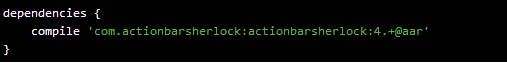 dependencies {
    compile 'com.actionbarsherlock:actionbarsherlock:4.+@aar'
}